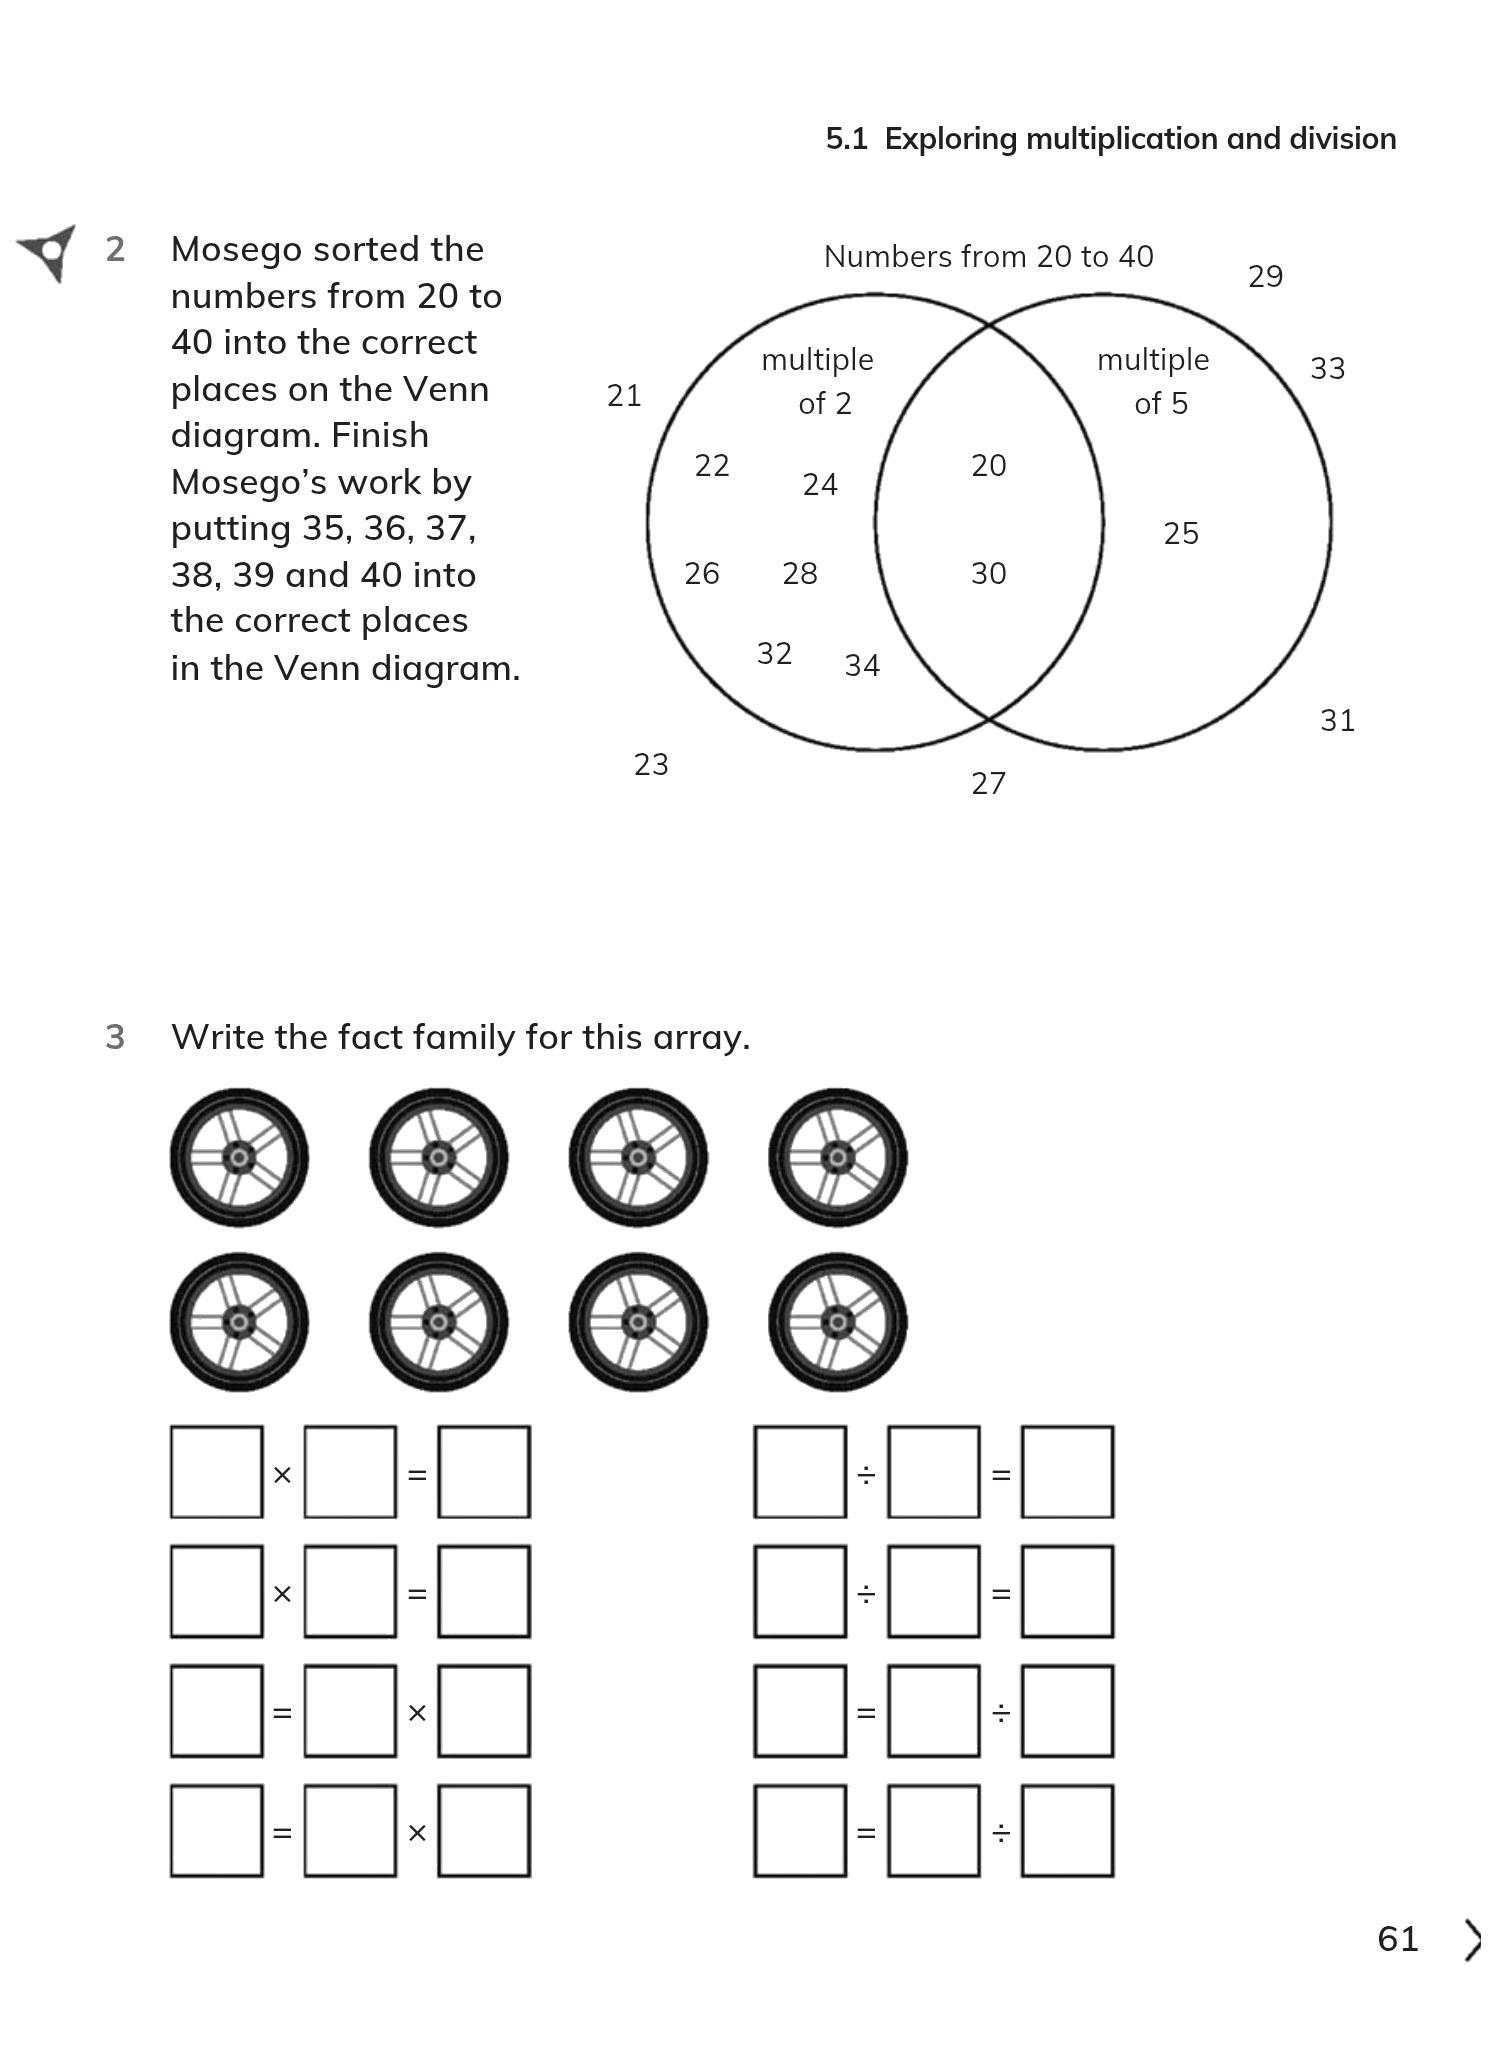 5.1 Exploring multiplication and division
2 Mosego sorted the
numbers from 20 to
40 into the correct
places on the Venn
diagram. Finish
Mosego’s work by
putting 35, 36, 37,
38, 39 and 40 into
the correct places
in the Venn diagram.
Numbers from 20 to 40
29
33
21
multiple
of 2
multiple
of 5
22
24
20
25
26
28
30
32
34
31
23
27
3 Write the fact family for this array.
× =
÷ =
× =
÷ =
= ×
= ÷
= ×
= ÷
61